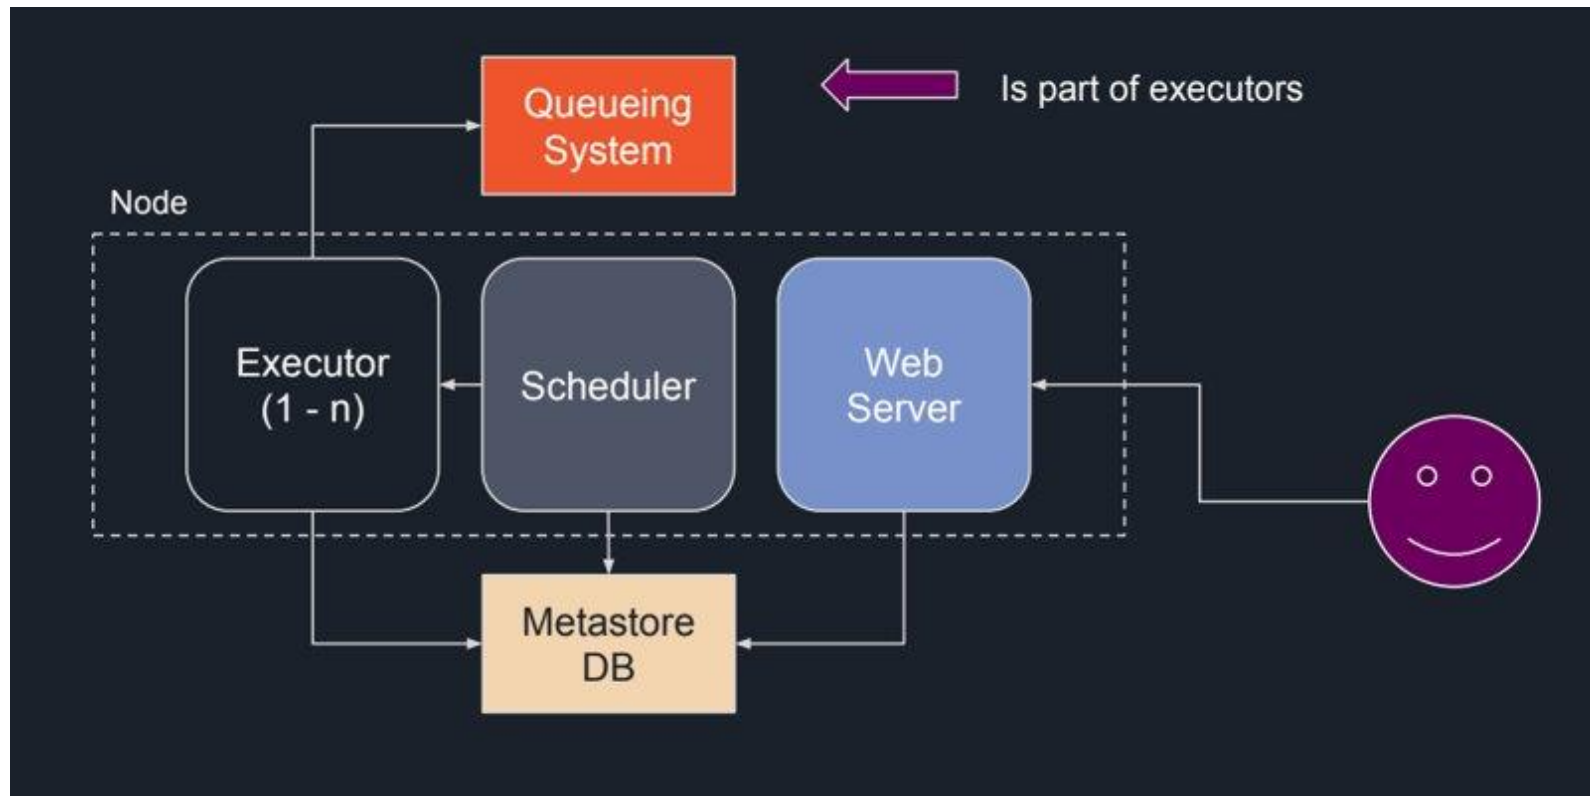 Queueing
System
Is part of executors
Node
Executor
(1 - n)
Scheduler
Web
Server
Metastore
DB